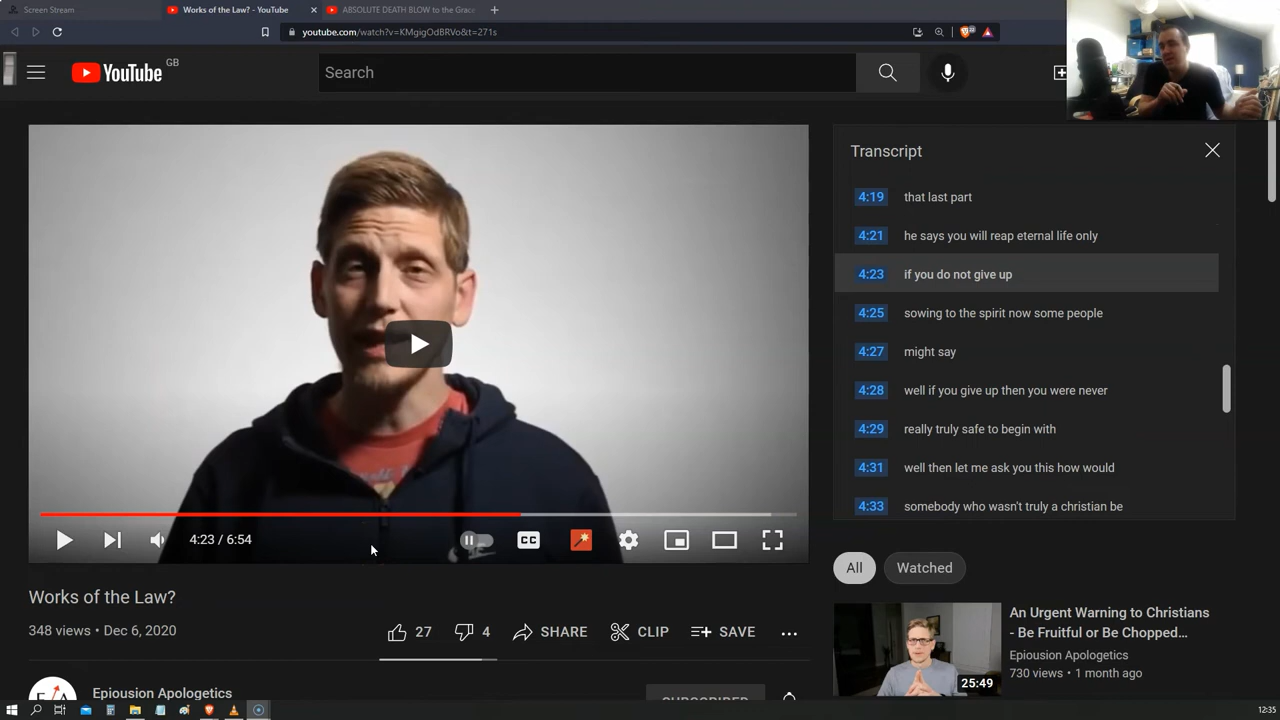 Screen Stream
Works of the Law? - YouTube
ABSOLUTE DEATH BLOW to the Grace
youtube.com/watch?v=KMgigOdBRVo&t=271s
YouTube GB
Search
Transcript
4:19 that last part
4:21 he says you will reap eternal life only
4:23 if you do not give up
4:25 sowing to the spirit now some people
4:27 might say
4:28 well if you give up then you were never
4:29 really truly safe to begin with
4:31 well then let me ask you this how would
4:33 somebody who wasn't truly a christian be
4:23 / 6:54
CC
Works of the Law?
348 views • Dec 6, 2020
27
4
SHARE
CLIP
SAVE
All
Watched
An Urgent Warning to Christians
- Be Fruitful or Be Chopped...
Epiousion Apologetics
730 views • 1 month ago
25:49
Epiousion Apologetics
SUBSCRIBED
12:35